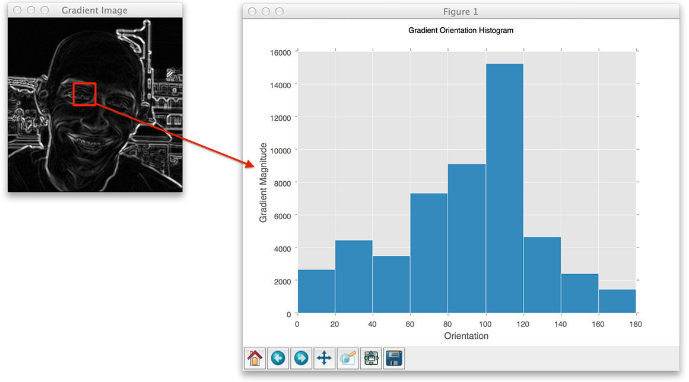 Gradient Image
Figure 1
Gradient Orientation Histogram
16000
14000
12000
10000
8000
6000
4000
2000
0
Gradient Magnitude
0 20 40 60 80 100 120 140 160 180
Orientation